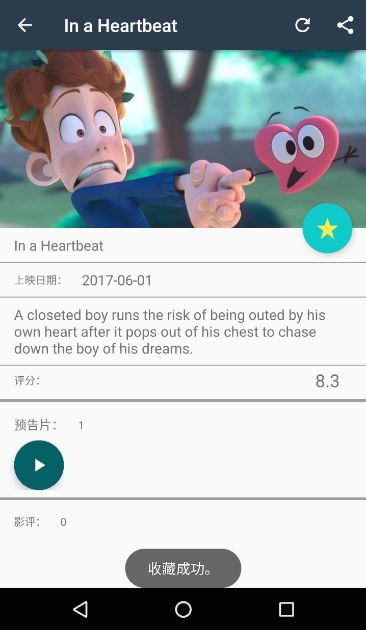 In a Heartbeat
In a Heartbeat
上映日期： 2017-06-01
A closeted boy runs the risk of being outed by his
own heart after it pops out of his chest to chase
down the boy of his dreams.
评分： 8.3
预告片： 1
影评： 0
收藏成功。